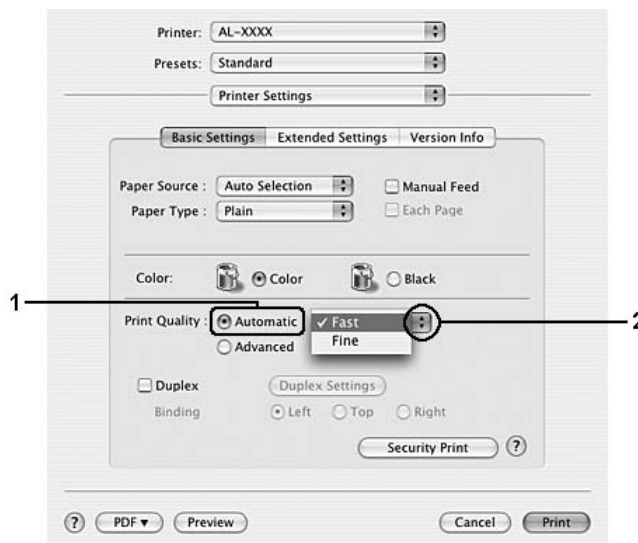 Printer: AL-XXXX
Presets: Standard
Printer Settings
Basic Settings Extended Settings Version Info
Paper Source : Auto Selection Manual Feed
Paper Type : Plain Each Page
Color: Color Black
1
Print Quality : Automatic ✓ Fast 2
Advanced Fine
Duplex Duplex Settings
Binding Left Top Right
Security Print ?
? PDF ▼ Preview Cancel Print